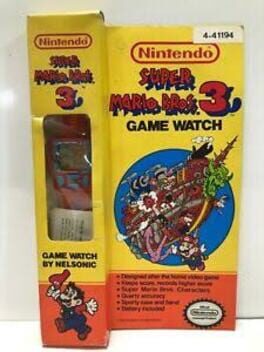 Nintendo
SUPER
MARIO BROS.
3
GAME WATCH
BY NELSONIC
4-41194
Nintendo
SUPER
MARIO BROS. 3
GAME WATCH
• Designed after the home video game
• Keeps score, records highest score
• Super Mario Bros. Characters
• Quartz accuracy
• Sporty case and band
• Battery included
Nintendo